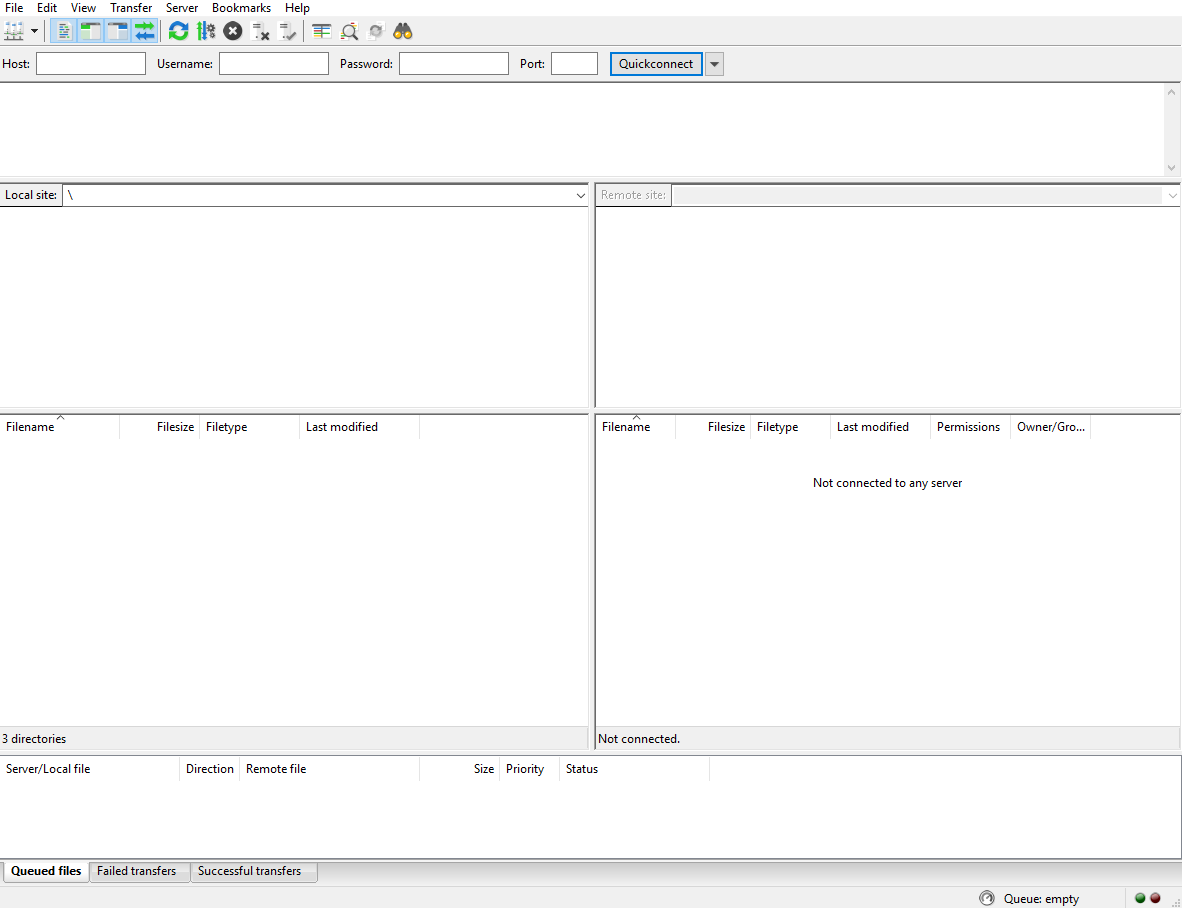 File Edit View Transfer Server Bookmarks Help
Host: Username: Password: Port: Quickconnect
Local site: \ Remote site:
Filename Filesize Filetype Last modified Filename Filesize Filetype Last modified Permissions Owner/Gro...
Not connected to any server
3 directories Not connected.
Server/Local file Direction Remote file Size Priority Status
Queued files Failed transfers Successful transfers
Queue: empty